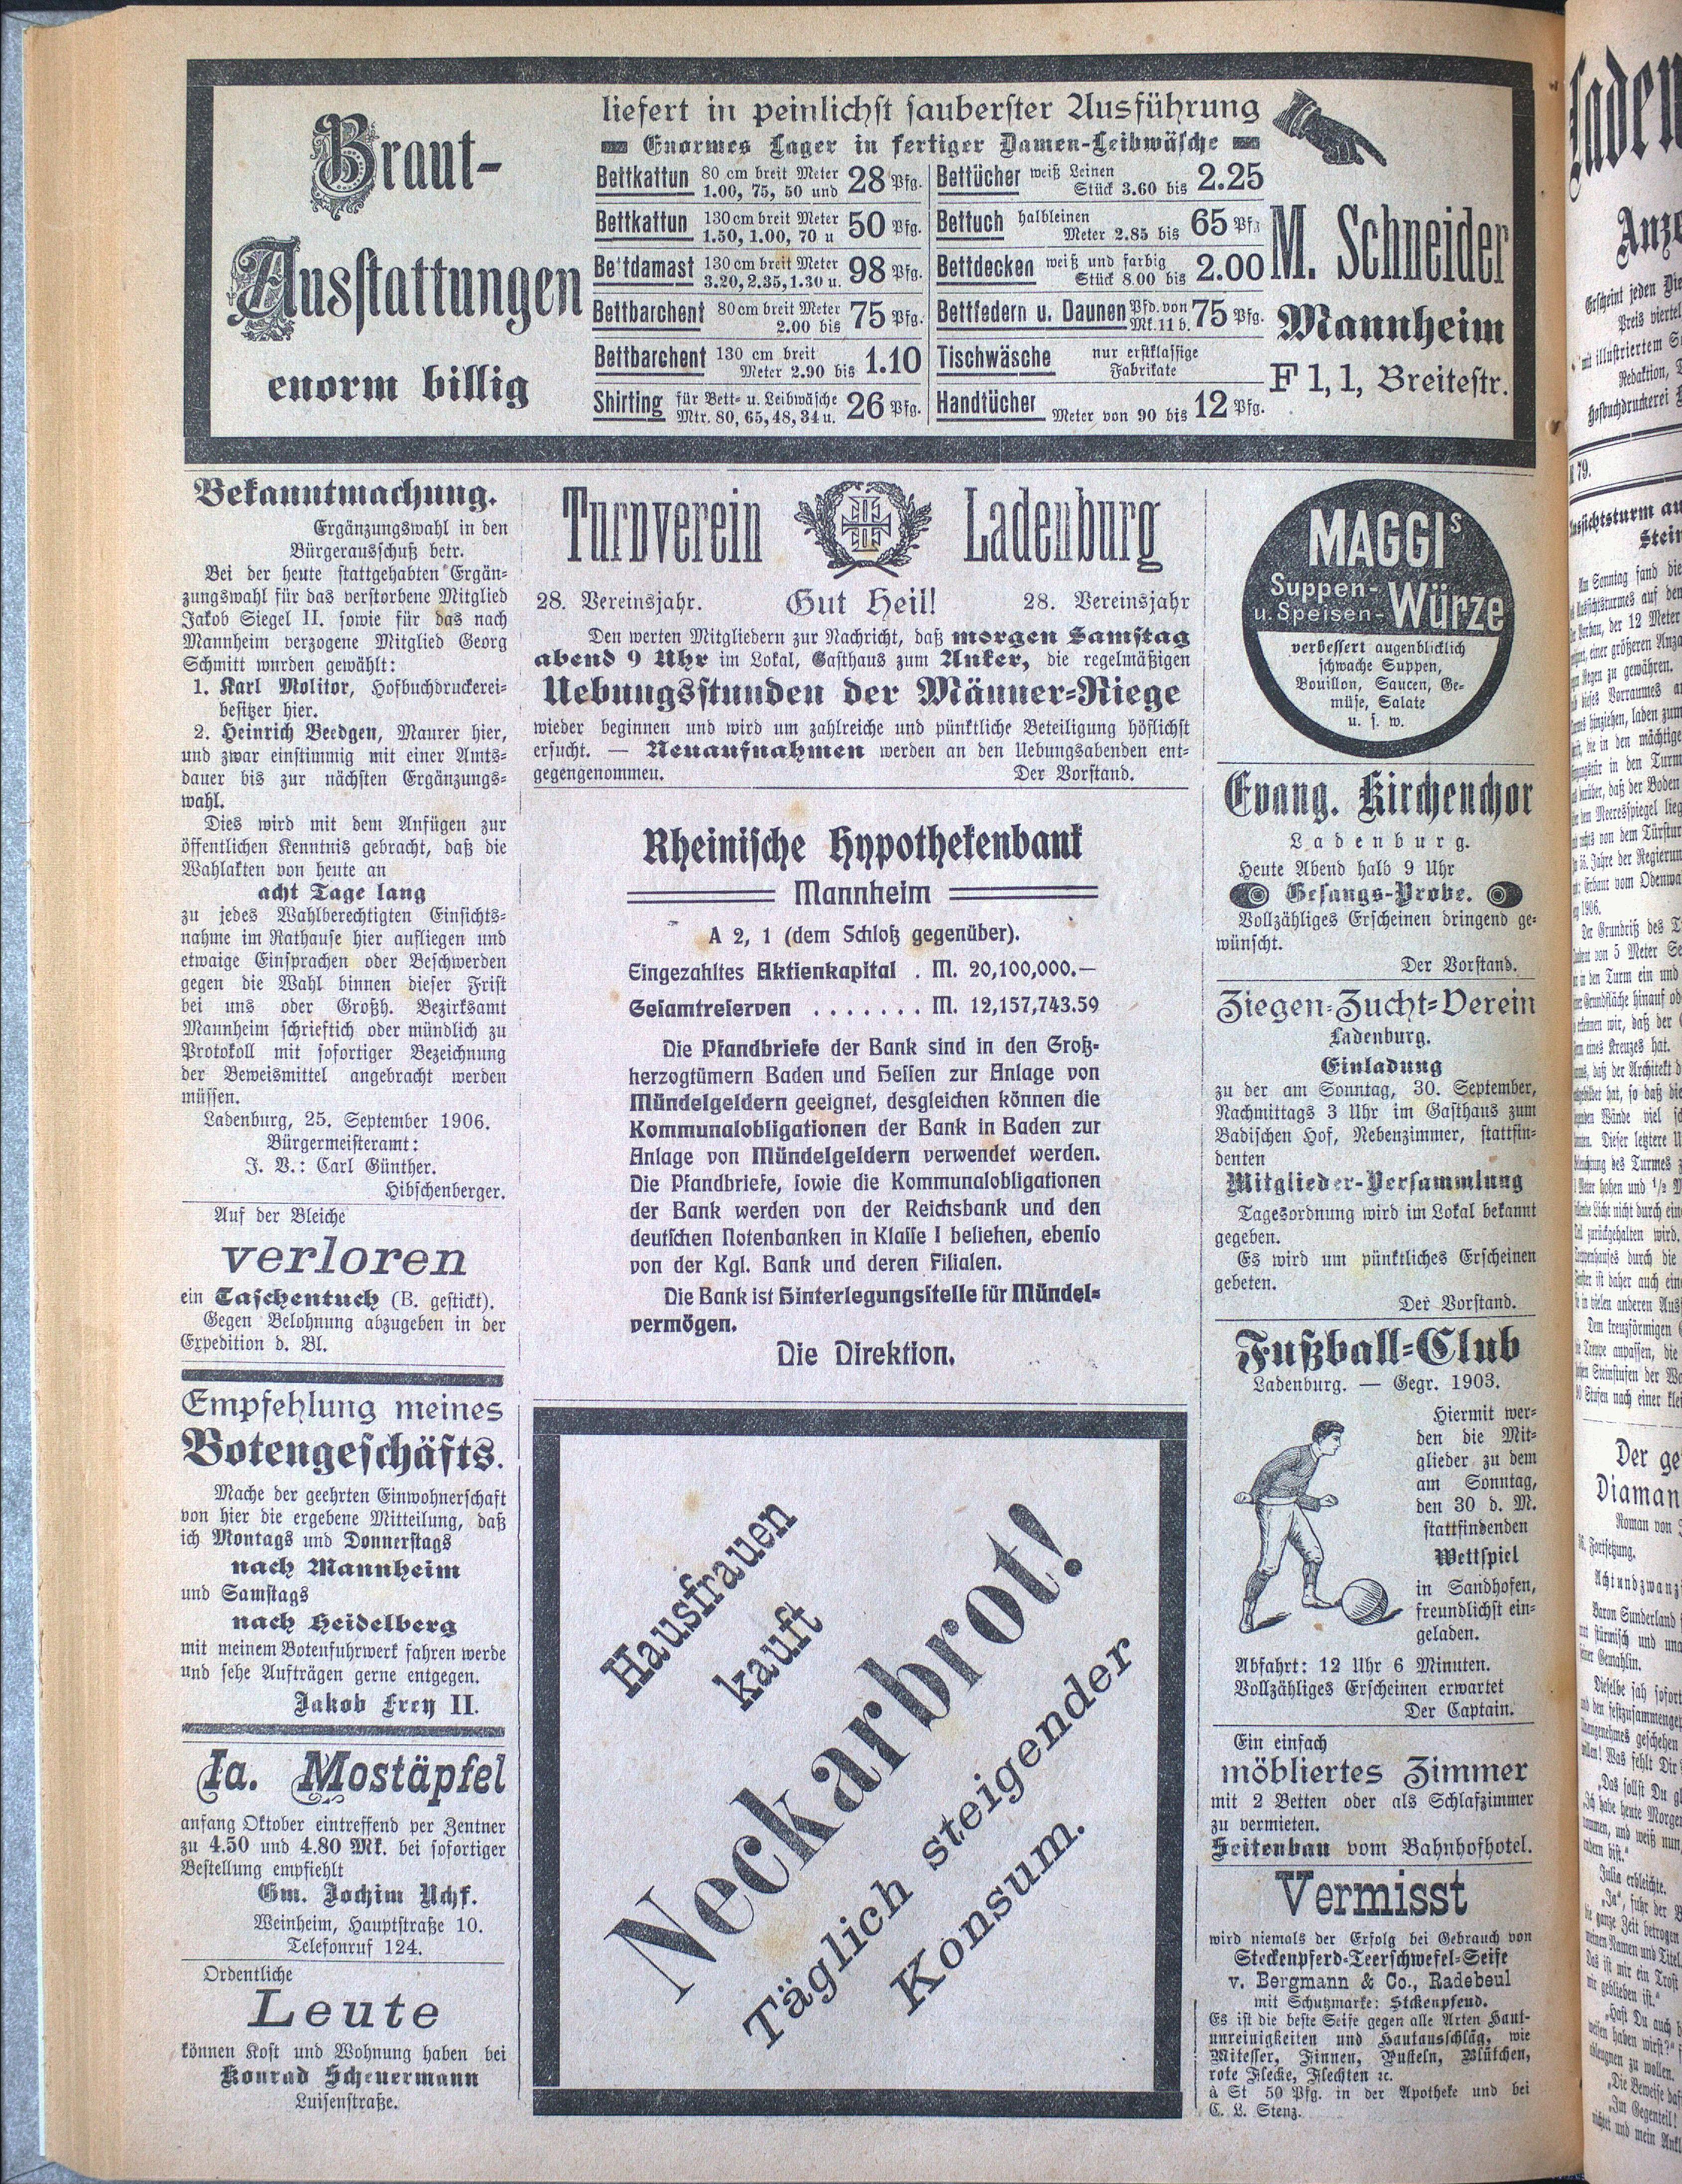 Braut-
Ausstattungen
enorm billig
liefert in peinlichst sauberster Ausführung
Enormes Lager in fertiger Damen-Leibwäsche
Bettkattun 80 cm breit Meter 1.00, 75, 50 und 28 Pfg.
Bettkattun 130 cm breit Meter 1.50, 1.00, 70 u 50 Pfg.
Bettdamast 130 cm breit Meter 3.20, 2.35, 1.30 u. 98 Pfg.
Bettbarchent 80 cm breit Meter 2.00 bis 75 Pfg.
Bettbarchent 130 cm breit Meter 2.90 bis 1.10
Shirting für Bett- u. Leibwäsche Mtr. 80, 65, 48, 34 u. 26 Pfg.
Bettücher weiß Leinen Stück 3.60 bis 2.25
Bettuch halbleinen Meter 2.85 bis 65 Pfg
Bettdecken weiß und farbig Stück 8.00 bis 2.00
Bettfedern u. Daunen Pfd. von Mk. 11 b. 75 Pfg.
Tischwäsche nur erstklassige Fabrikate
Handtücher Meter von 90 bis 12 Pfg.
M. Schneider
Mannheim
F 1, 1, Breitestr.
Bekanntmachung.
Ergänzungswahl in den
Bürgerausschuß betr.
Bei der heute stattgehabten Ergän-
zungswahl für das verstorbene Mitglied
Jakob Siegel II. sowie für das nach
Mannheim verzogene Mitglied Georg
Schmitt wurden gewählt:
1. Karl Molitor, Hofbuchdruckerei-
besitzer hier.
2. Heinrich Beedgen, Maurer hier,
und zwar einstimmig mit einer Amts-
dauer bis zur nächsten Ergänzungs-
wahl.
Dies wird mit dem Anfügen zur
öffentlichen Kenntnis gebracht, daß die
Wahlakten von heute an
acht Tage lang
zu jedes Wahlberechtigten Einsichts-
nahme im Rathause hier aufliegen und
etwaige Einsprachen oder Beschwerden
gegen die Wahl binnen dieser Frist
bei uns oder Großh. Bezirksamt
Mannheim schriftich oder mündlich zu
Protokoll mit sofortiger Bezeichnung
der Beweismittel angebracht werden
müssen.
Ladenburg, 25. September 1906.
Bürgermeisteramt:
J. V.: Carl Günther.
Hibschenberger.
Auf der Bleiche
verloren
ein Taschentuch (B. gestickt).
Gegen Belohnung abzugeben in der
Expedition d. Bl.
Empfehlung meines
Botengeschäfts.
Mache der geehrten Einwohnerschaft
von hier die ergebene Mitteilung, daß
ich Montags und Donnerstags
nach Mannheim
und Samstags
nach Heidelberg
mit meinem Botenfuhrwerk fahren werde
und sehe Aufträgen gerne entgegen.
Jakob Frey II.
Ia. Mostäpfel
anfang Oktober eintreffend per Zentner
zu 4.50 und 4.80 Mk. bei sofortiger
Bestellung empfiehlt
Gm. Jochim Nchf.
Weinheim, Hauptstraße 10.
Telefonruf 124.
Ordentliche
Leute
können Kost und Wohnung haben bei
Konrad Scheuermann
Luisenstraße.
Turnverein Ladenburg
28. Vereinsjahr. Gut Heil! 28. Vereinsjahr
Den werten Mitgliedern zur Nachricht, daß morgen Samstag
abend 9 Uhr im Lokal, Gasthaus zum Anker, die regelmäßigen
Uebungsstunden der Männer-Riege
wieder beginnen und wird um zahlreiche und pünktliche Beteiligung höflichst
ersucht. — Neuaufnahmen werden an den Uebungsabenden ent-
gegengenommen. Der Vorstand.
Rheinische Hypothekenbank
Mannheim
A 2, 1 (dem Schloß gegenüber).
Eingezahltes Aktienkapital . M. 20,100,000.—
Gesamtreserven . . . . . . . M. 12,157,743.59
Die Pfandbriefe der Bank sind in den Groß-
herzogtümern Baden und Hessen zur Anlage von
Mündelgeldern geeignet, desgleichen können die
Kommunalobligationen der Bank in Baden zur
Anlage von Mündelgeldern verwendet werden.
Die Pfandbriefe, sowie die Kommunalobligationen
der Bank werden von der Reichsbank und den
deutschen Notenbanken in Klasse I beliehen, ebenso
von der Kgl. Bank und deren Filialen.
Die Bank ist Hinterlegungsstelle für Mündel-
vermögen.
Die Direktion.
Hausfrauen
kauft
Neckarbrot!
Täglich steigender
Konsum.
MAGGIs
Suppen-
u. Speisen- Würze
verbessert augenblicklich
schwache Suppen,
Bouillon, Saucen, Ge-
müse, Salate
u. s. w.
Evang. Kirchenchor
Ladenburg.
Heute Abend halb 9 Uhr
Gesangs-Probe.
Vollzähliges Erscheinen dringend ge-
wünscht.
Der Vorstand.
Ziegen-Zucht-Verein
Ladenburg.
Einladung
zu der am Sonntag, 30. September,
Nachmittags 3 Uhr im Gasthaus zum
Badischen Hof, Nebenzimmer, stattfin-
denten
Mitglieder-Versammlung
Tagesordnung wird im Lokal bekannt
gegeben.
Es wird um pünktliches Erscheinen
gebeten.
Der Vorstand.
Fußball-Club
Ladenburg. — Gegr. 1903.
Hiermit wer-
den die Mit-
glieder zu dem
am Sonntag,
den 30 d. M.
stattfindenden
Wettspiel
in Sandhofen,
freundlichst ein-
geladen.
Abfahrt: 12 Uhr 6 Minuten.
Vollzähliges Erscheinen erwartet
Der Captain.
Ein einfach
möbliertes Zimmer
mit 2 Betten oder als Schlafzimmer
zu vermieten.
Seitenbau vom Bahnhofhotel.
Vermisst
wird niemals der Erfolg bei Gebrauch von
Steckenpferd-Teerschwefel-Seife
v. Bergmann & Co., Radebeul
mit Schutzmarke: Stckenpfend.
Es ist die beste Seife gegen alle Arten Haut-
unreinigkeiten und Hautausschläg, wie
Mitesser, Finnen, Pusteln, Blütchen,
rote Flecke, Flechten ꝛc.
à St 50 Pfg. in der Apotheke und bei
C. L. Stenz.